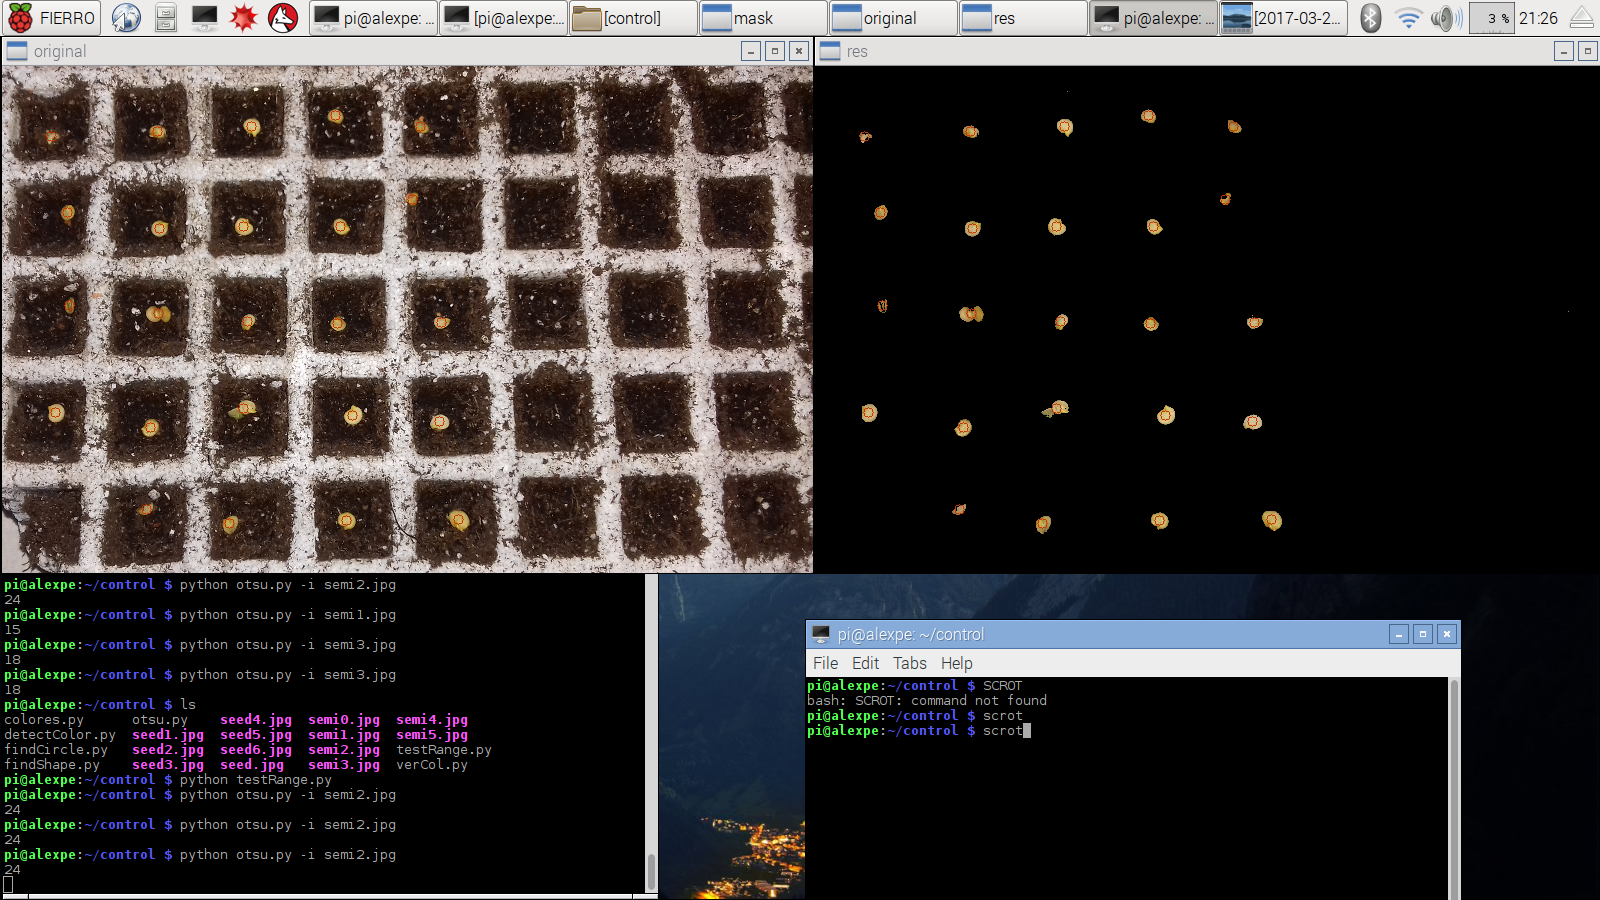 FIERRO
pi@alexpe: ...
[pi@alexpe:...
[control]
mask
original
res
pi@alexpe: ...
[2017-03-2...
3 %
21:26
original
res
pi@alexpe:~/control $ python otsu.py -i semi2.jpg
24
pi@alexpe:~/control $ python otsu.py -i semi1.jpg
15
pi@alexpe:~/control $ python otsu.py -i semi3.jpg
18
pi@alexpe:~/control $ python otsu.py -i semi3.jpg
18
pi@alexpe:~/control $ ls
colores.py otsu.py seed4.jpg semi0.jpg semi4.jpg
detectColor.py seed1.jpg seed5.jpg semi1.jpg semi5.jpg
findCircle.py seed2.jpg seed6.jpg semi2.jpg testRange.py
findShape.py seed3.jpg seed.jpg semi3.jpg verCol.py
pi@alexpe:~/control $ python testRange.py
pi@alexpe:~/control $ python otsu.py -i semi2.jpg
24
pi@alexpe:~/control $ python otsu.py -i semi2.jpg
24
pi@alexpe:~/control $ python otsu.py -i semi2.jpg
24
pi@alexpe: ~/control
File Edit Tabs Help
pi@alexpe:~/control $ SCROT
bash: SCROT: command not found
pi@alexpe:~/control $ scrot
pi@alexpe:~/control $ scrot